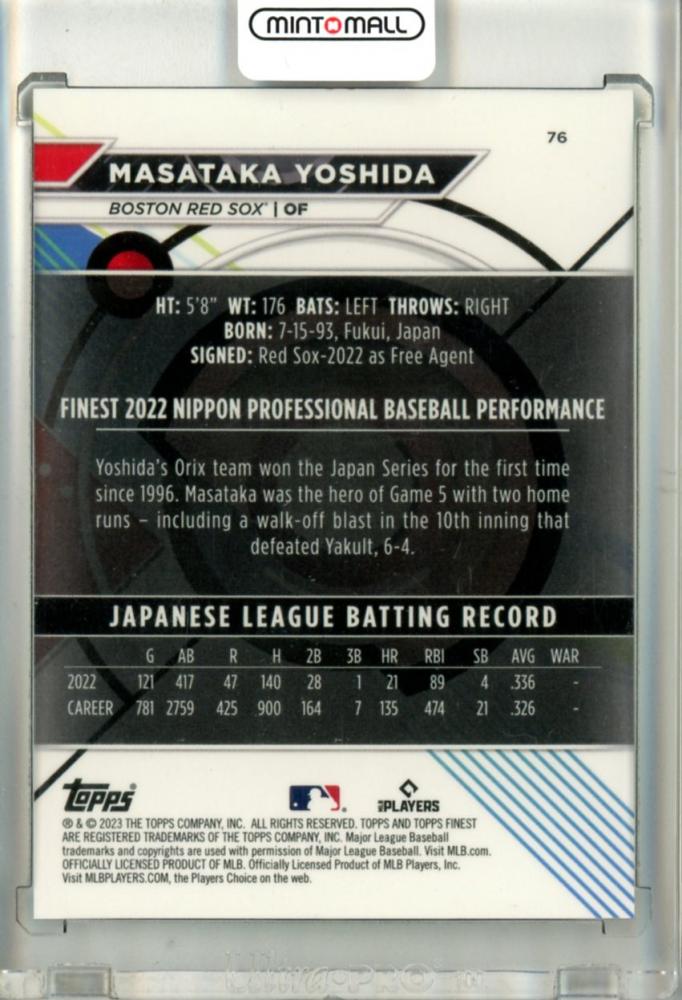 MINTOMALL
76
MASATAKA YOSHIDA
BOSTON RED SOX® | OF
HT: 5'8" WT: 176 BATS: LEFT THROWS: RIGHT
BORN: 7-15-93, Fukui, Japan
SIGNED: Red Sox-2022 as Free Agent
FINEST 2022 NIPPON PROFESSIONAL BASEBALL PERFORMANCE
Yoshida's Orix team won the Japan Series for the first time
since 1996. Masataka was the hero of Game 5 with two home
runs – including a walk-off blast in the 10th inning that
defeated Yakult, 6-4.
JAPANESE LEAGUE BATTING RECORD
G AB R H 2B 3B HR RBI SB AVG WAR
2022 121 417 47 140 28 1 21 89 4 .336 -
CAREER 781 2759 425 900 164 7 135 474 21 .326 -
topps® MLB PLAYERS
® & © 2023 THE TOPPS COMPANY, INC. ALL RIGHTS RESERVED. TOPPS AND TOPPS FINEST
ARE REGISTERED TRADEMARKS OF THE TOPPS COMPANY, INC. Major League Baseball
trademarks and copyrights are used with permission of Major League Baseball. Visit MLB.com.
OFFICIALLY LICENSED PRODUCT OF MLB. Officially Licensed Product of MLB Players, Inc.
Visit MLBPLAYERS.COM, the Players Choice on the web.
Ultra-PRO